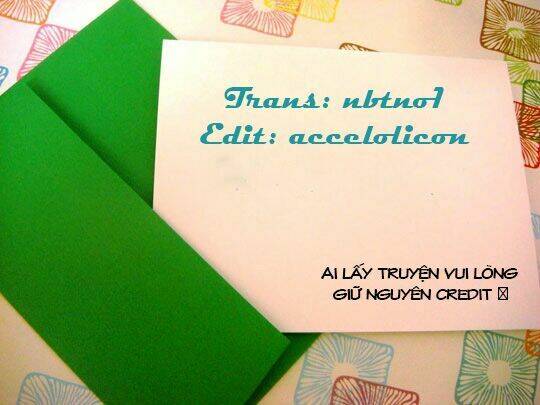 Trans: nbtno1
Edit: accelolicon
AI LẤY TRUYỆN VUI LÒNG
GIỮ NGUYÊN CREDIT